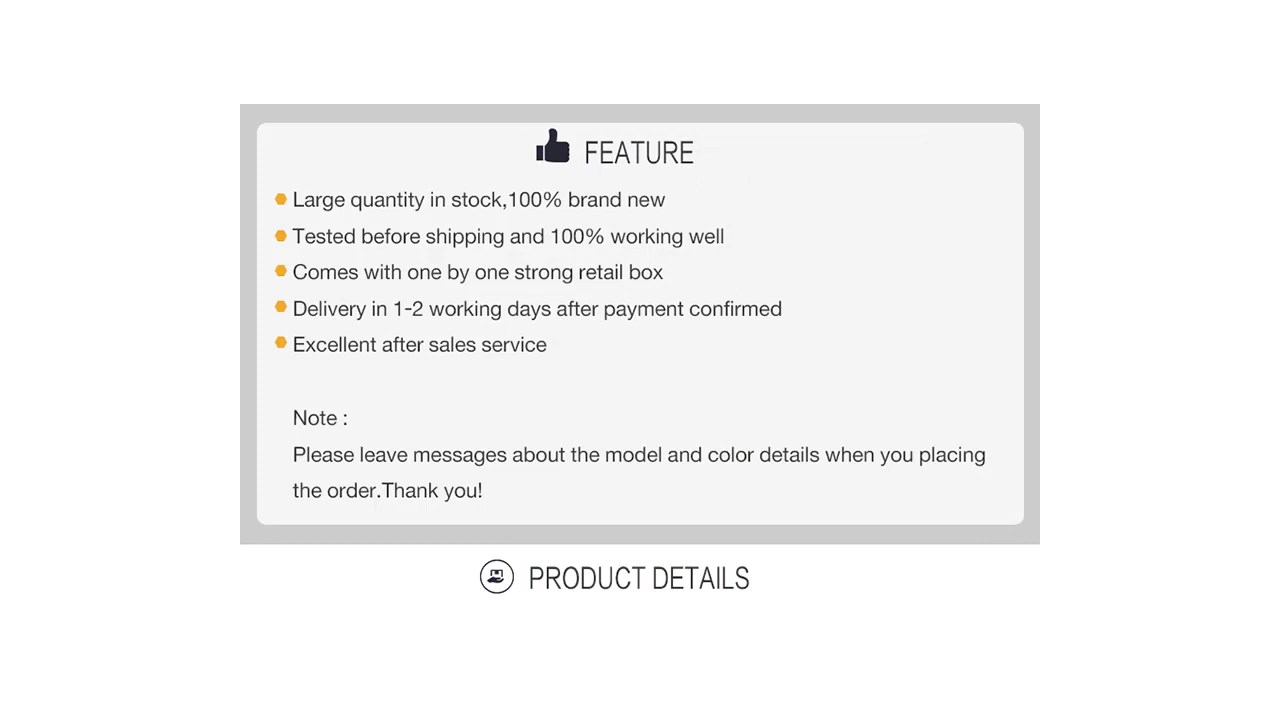 FEATURE
Large quantity in stock,100% brand new
Tested before shipping and 100% working well
Comes with one by one strong retail box
Delivery in 1-2 working days after payment confirmed
Excellent after sales service
Note :
Please leave messages about the model and color details when you placing
the order.Thank you!
PRODUCT DETAILS